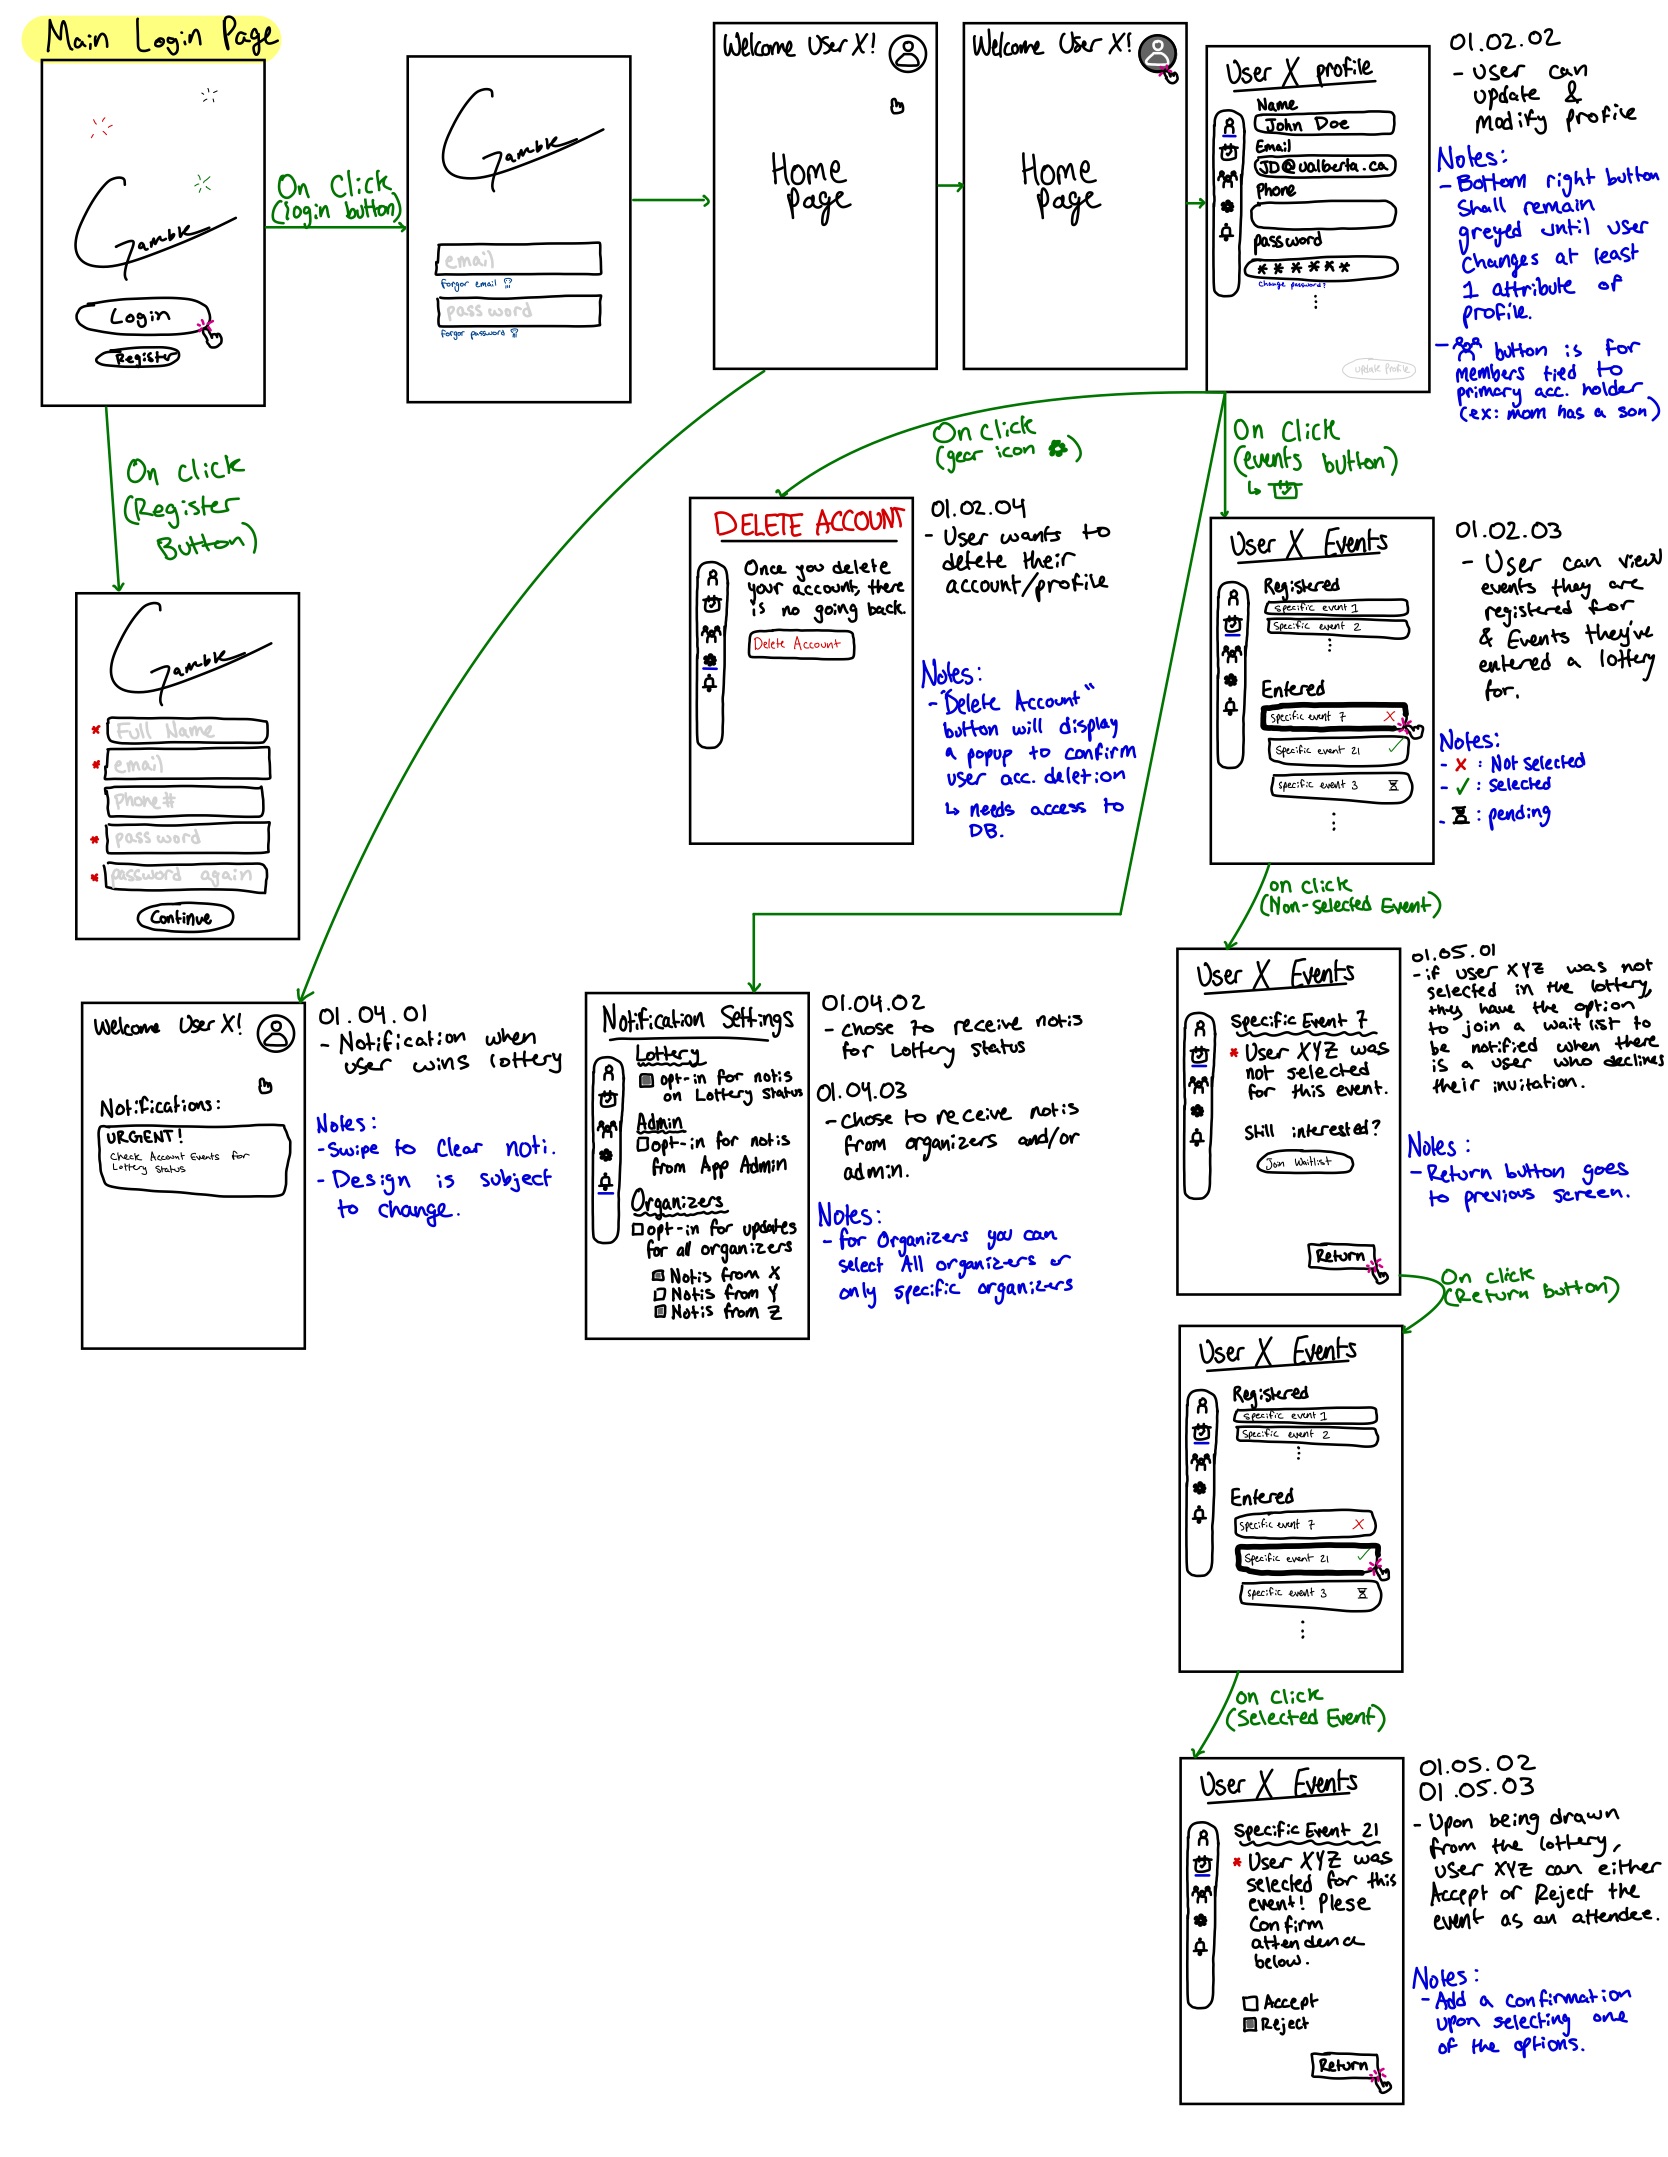 Main Login Page
Gamble
Login
Register
On Click
(login button)
Gamble
email
forgor email
password
forgor password
Welcome User X!
Home
Page
Welcome User X!
Home
Page
User X profile
Name
John Doe
Email
JD@ualberta.ca
Phone
password
* * * * * *
change password?
update Profile
01.02.02
- User can
update &
Modify profile
Notes:
- Bottom right button
shall remain
greyed until user
changes at least
1 attribute of
profile.
- button is for
members tied to
primary acc. holder
(ex: mom has a son)
On click
(Register
Button)
Gamble
* Full Name
* email
Phone#
* password
* password again
Continue
On click
(gear icon )
DELETE ACCOUNT
Once you delete
your account, there
is no going back.
Delete Account
01.02.04
- User wants to
delete their
account/profile
Notes:
- "Delete Account"
button will display
a popup to confirm
user acc. deletion
↳ needs access to
DB.
On Click
(events button)
↳
User X Events
Registered
specific event 1
Specific event 2
Entered
specific event 7 X
Specific event 21 ✓
specific event 3
01.02.03
- User can view
events they are
registered for
& Events they've
entered a lottery
for.
Notes:
- X : Not selected
- ✓ : selected
- : pending
on click
(Non-selected Event)
Welcome User X!
Notifications:
URGENT!
Check Account Events for
Lottery Status
01.04.01
- Notification when
user wins lottery
Notes:
- Swipe to clear noti.
- Design is subject
to change.
Notification Settings
Lottery
opt-in for notis
on Lottery status
Admin
opt-in for notis
from App Admin
Organizers
opt-in for updates
for all organizers
Notis from X
Notis from Y
Notis from Z
01.04.02
- chose to receive notis
for Lottery status
01.04.03
- Chose to receive notis
from organizers and/or
admin.
Notes:
- for Organizers you can
select All organizers or
only specific organizers
User X Events
Specific Event 7
* User XYZ was
not selected
for this event.
Still interested?
Join Waitlist
Return
01.05.01
- if user XYZ was not
selected in the lottery,
they have the option
to join a waitlist to
be notified when there
is a user who declines
their invitation.
Notes:
- Return button goes
to previous screen.
On click
(Return button)
User X Events
Registered
specific event 1
Specific event 2
Entered
specific event 7 X
Specific event 21 ✓
specific event 3
on click
(Selected Event)
User X Events
Specific Event 21
* User XYZ was
selected for this
event! Plese
Confirm
attendence
below.
Accept
Reject
Return
01.05.02
01.05.03
- Upon being drawn
from the lottery,
user XYZ can either
Accept or Reject the
event as an attendee.
Notes:
- Add a confirmation
upon selecting one
of the options.